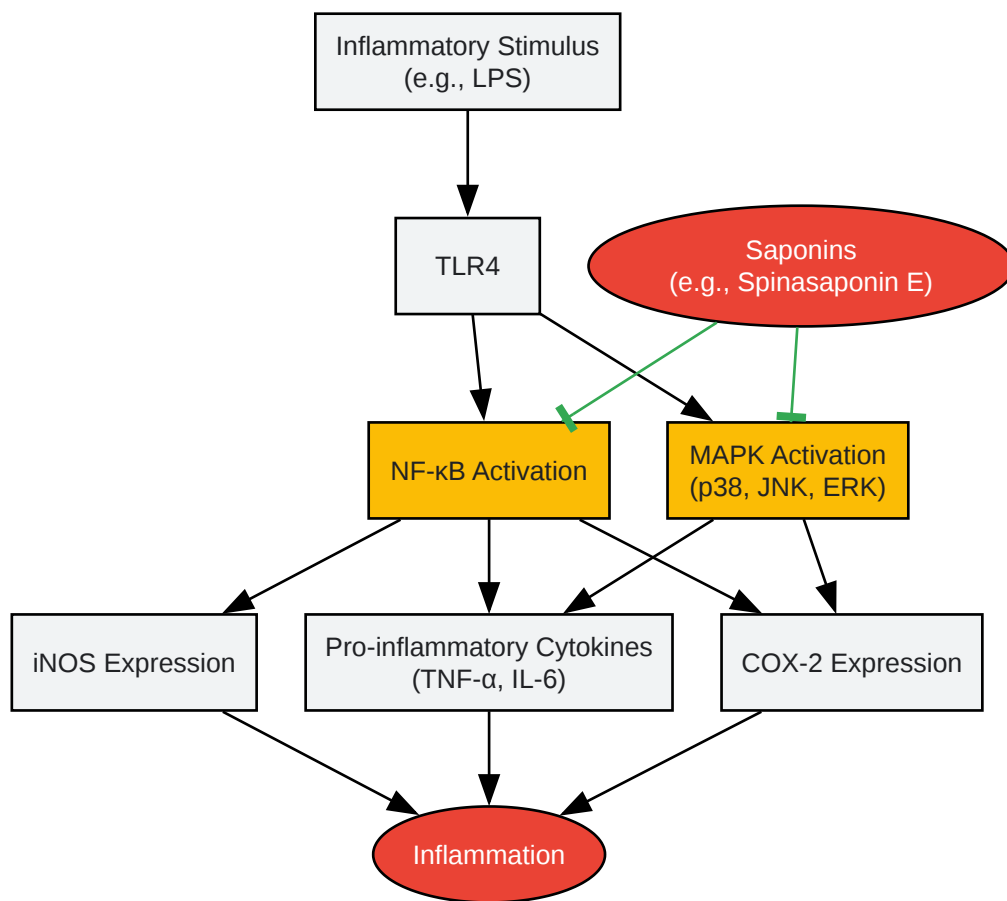 Inflammatory Stimulus
(e.g., LPS)
TLR4
Saponins
(e.g., Spinasaponin E)
NF-κB Activation
MAPK Activation
(p38, JNK, ERK)
iNOS Expression
Pro-inflammatory Cytokines
(TNF-α, IL-6)
COX-2 Expression
Inflammation